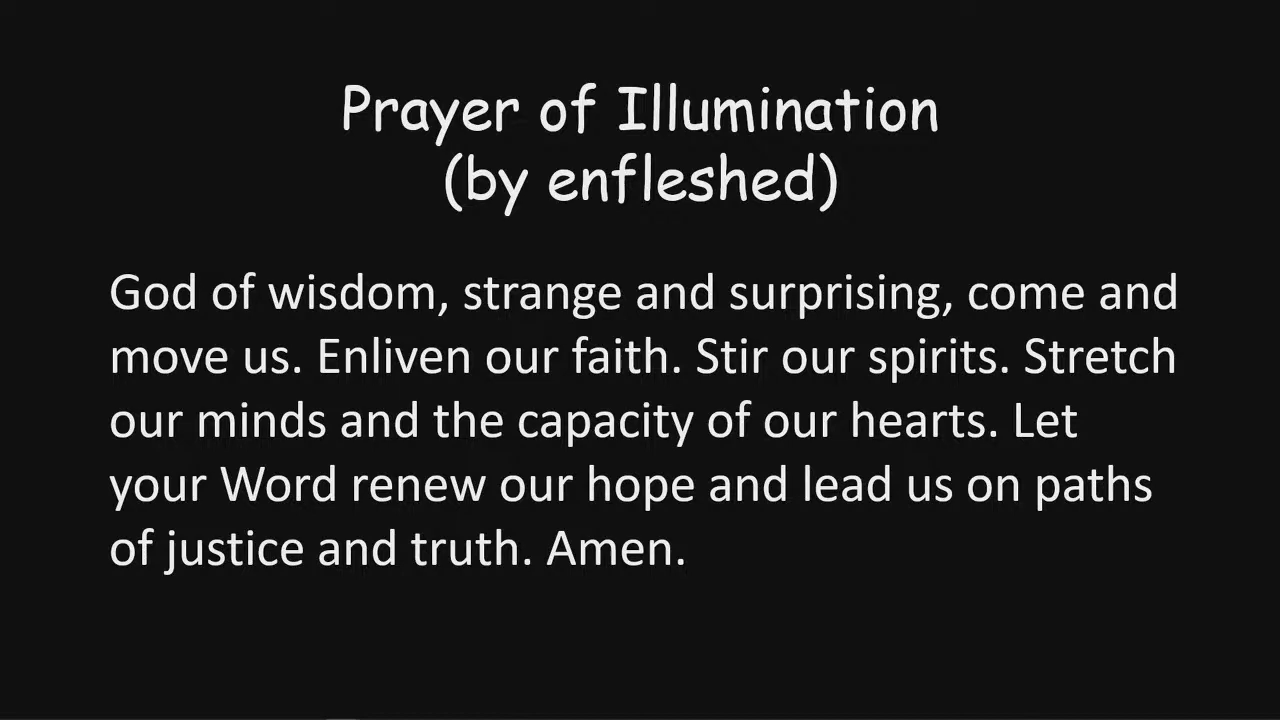 Prayer of Illumination
(by enfleshed)
God of wisdom, strange and surprising, come and
move us. Enliven our faith. Stir our spirits. Stretch
our minds and the capacity of our hearts. Let
your Word renew our hope and lead us on paths
of justice and truth. Amen.